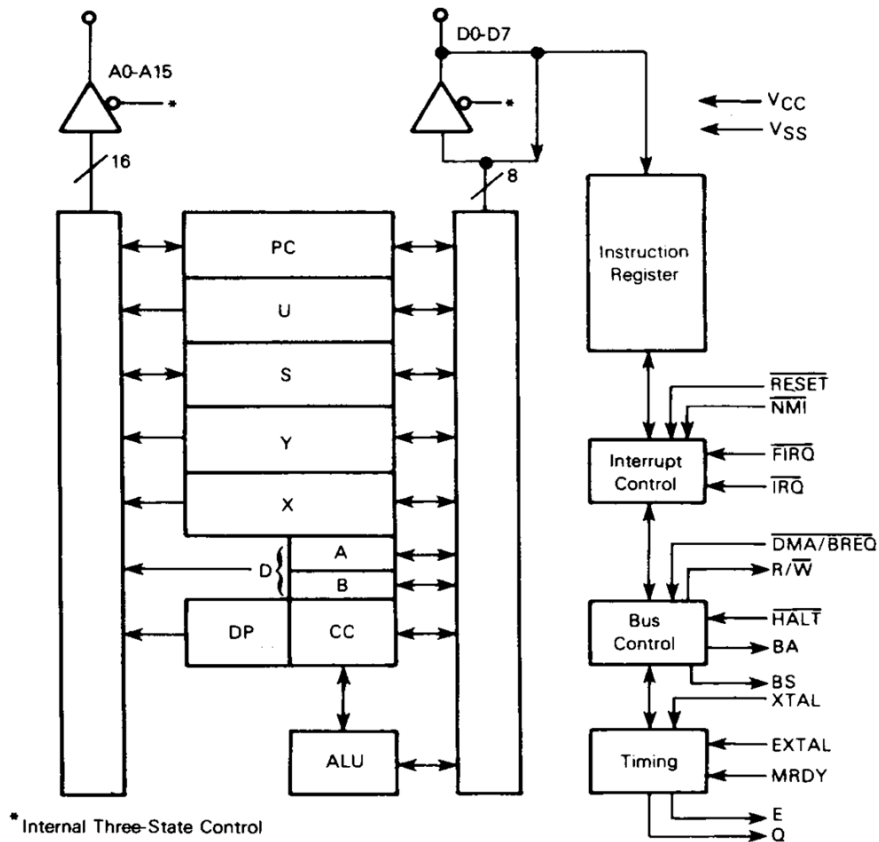 A0-A15
*
16
D0-D7
*
8
VCC
VSS
PC
U
S
Y
X
D{
A
B
DP
CC
ALU
Instruction
Register
RESET
NMI
Interrupt
Control
FIRQ
IRQ
DMA/BREQ
R/W
Bus
Control
HALT
BA
BS
XTAL
Timing
EXTAL
MRDY
E
Q
*Internal Three-State Control